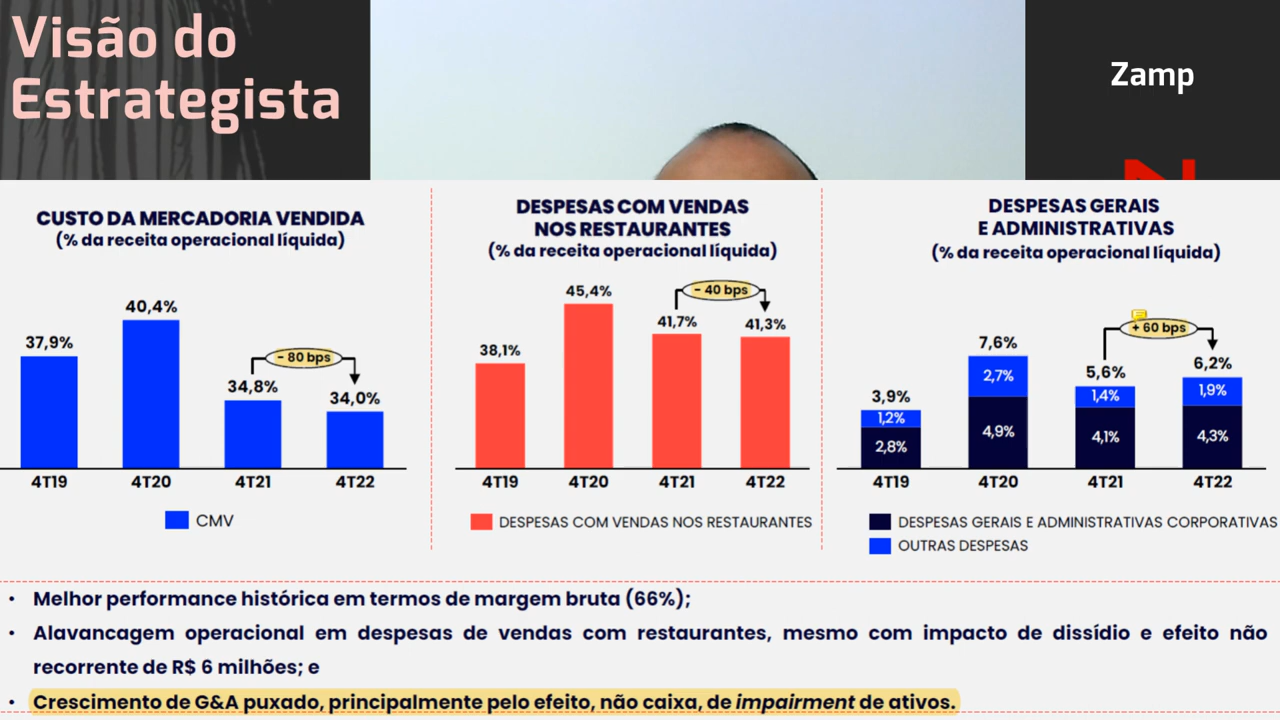 Visão do
Estrategista
Zamp
CUSTO DA MERCADORIA VENDIDA
(% da receita operacional líquida)
37,9%
40,4%
34,8%
34,0%
- 80 bps
4T19
4T20
4T21
4T22
CMV
DESPESAS COM VENDAS
NOS RESTAURANTES
(% da receita operacional líquida)
38,1%
45,4%
41,7%
41,3%
- 40 bps
4T19
4T20
4T21
4T22
DESPESAS COM VENDAS NOS RESTAURANTES
DESPESAS GERAIS
E ADMINISTRATIVAS
(% da receita operacional líquida)
3,9%
1,2%
2,8%
7,6%
2,7%
4,9%
5,6%
1,4%
4,1%
6,2%
1,9%
4,3%
+ 60 bps
4T19
4T20
4T21
4T22
DESPESAS GERAIS E ADMINISTRATIVAS CORPORATIVAS
OUTRAS DESPESAS
• Melhor performance histórica em termos de margem bruta (66%);
• Alavancagem operacional em despesas de vendas com restaurantes, mesmo com impacto de dissídio e efeito não
recorrente de R$ 6 milhões; e
• Crescimento de G&A puxado, principalmente pelo efeito, não caixa, de impairment de ativos.